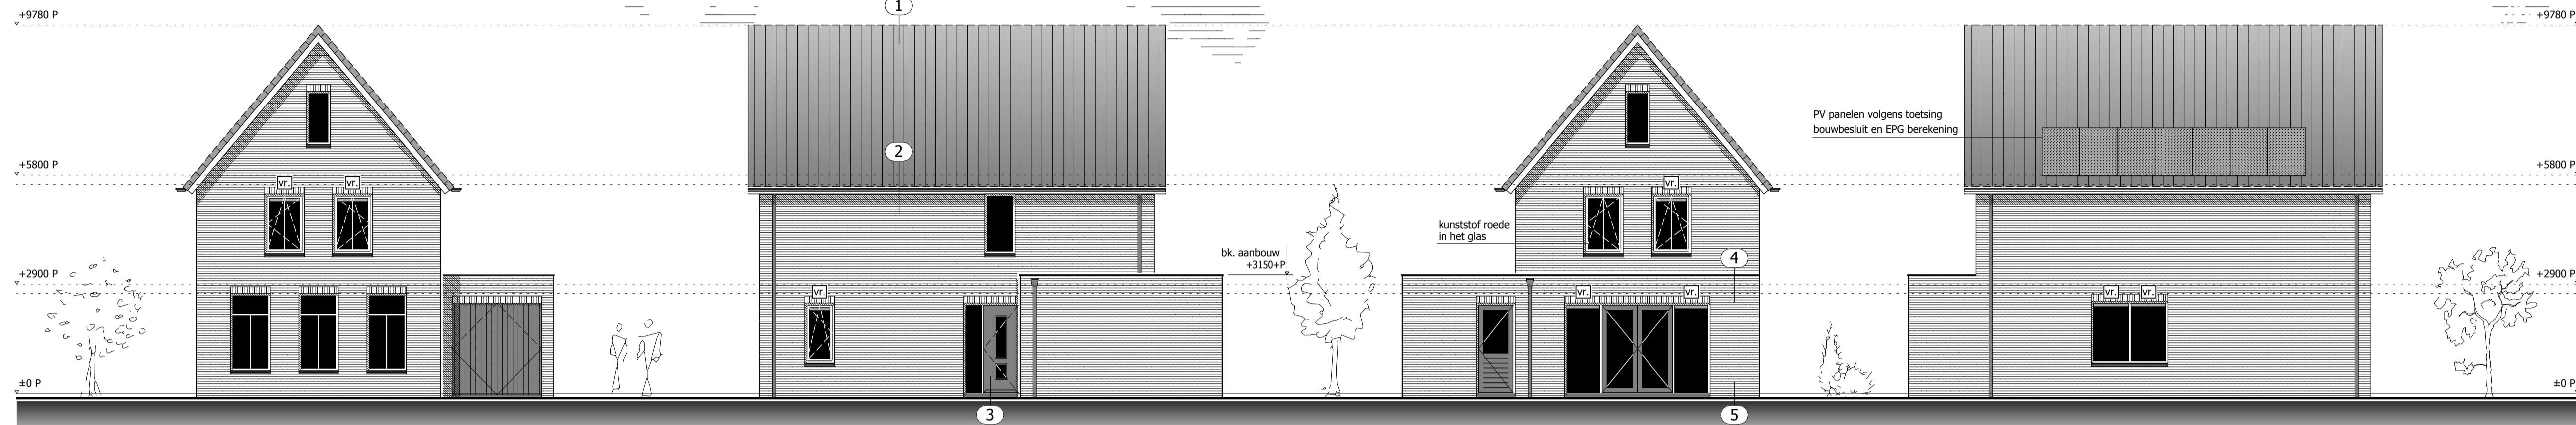 +9780 P
1
+9780 P
PV panelen volgens toetsing
bouwbesluit en EPG berekening
2
+5800 P
+5800 P
vr.
vr.
vr.
kunststof roede
in het glas
bk. aanbouw
+3150+P
4
+2900 P
+2900 P
vr.
vr.
vr.
vr.
vr.
±0 P
±0 P
3
5